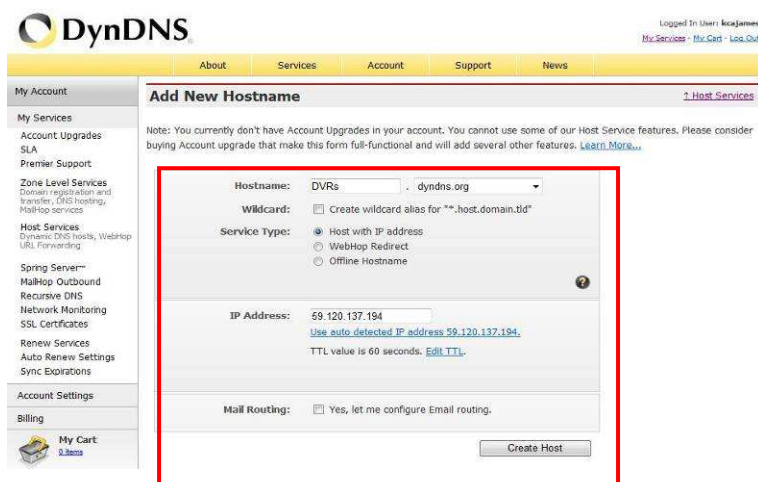 DynDNS
Logged In User: kcajames
My Services - My Cart - Log Out
About Services Account Support News
My Account
My Services
Account Upgrades
SLA
Premier Support
Zone Level Services
Domain registration and
transfer, DNS hosting,
MailHop services
Host Services
Dynamic DNS hosts, WebHop
URL Forwarding
Spring Server™
MailHop Outbound
Recursive DNS
Network Monitoring
SSL Certificates
Renew Services
Auto Renew Settings
Sync Expirations
Account Settings
Billing
My Cart
0 items
Add New Hostname
Host Services
Note: You currently don't have Account Upgrades in your account. You cannot use some of our Host Service features. Please consider
buying Account upgrade that make this form full-functional and will add several other features. Learn More...
Hostname: DVRs . dyndns.org
Wildcard: Create wildcard alias for "*.host.domain.tld"
Service Type: Host with IP address
WebHop Redirect
Offline Hostname
?
IP Address: 59.120.137.194
Use auto detected IP address 59.120.137.194.
TTL value is 60 seconds. Edit TTL.
Mail Routing: Yes, let me configure Email routing.
Create Host